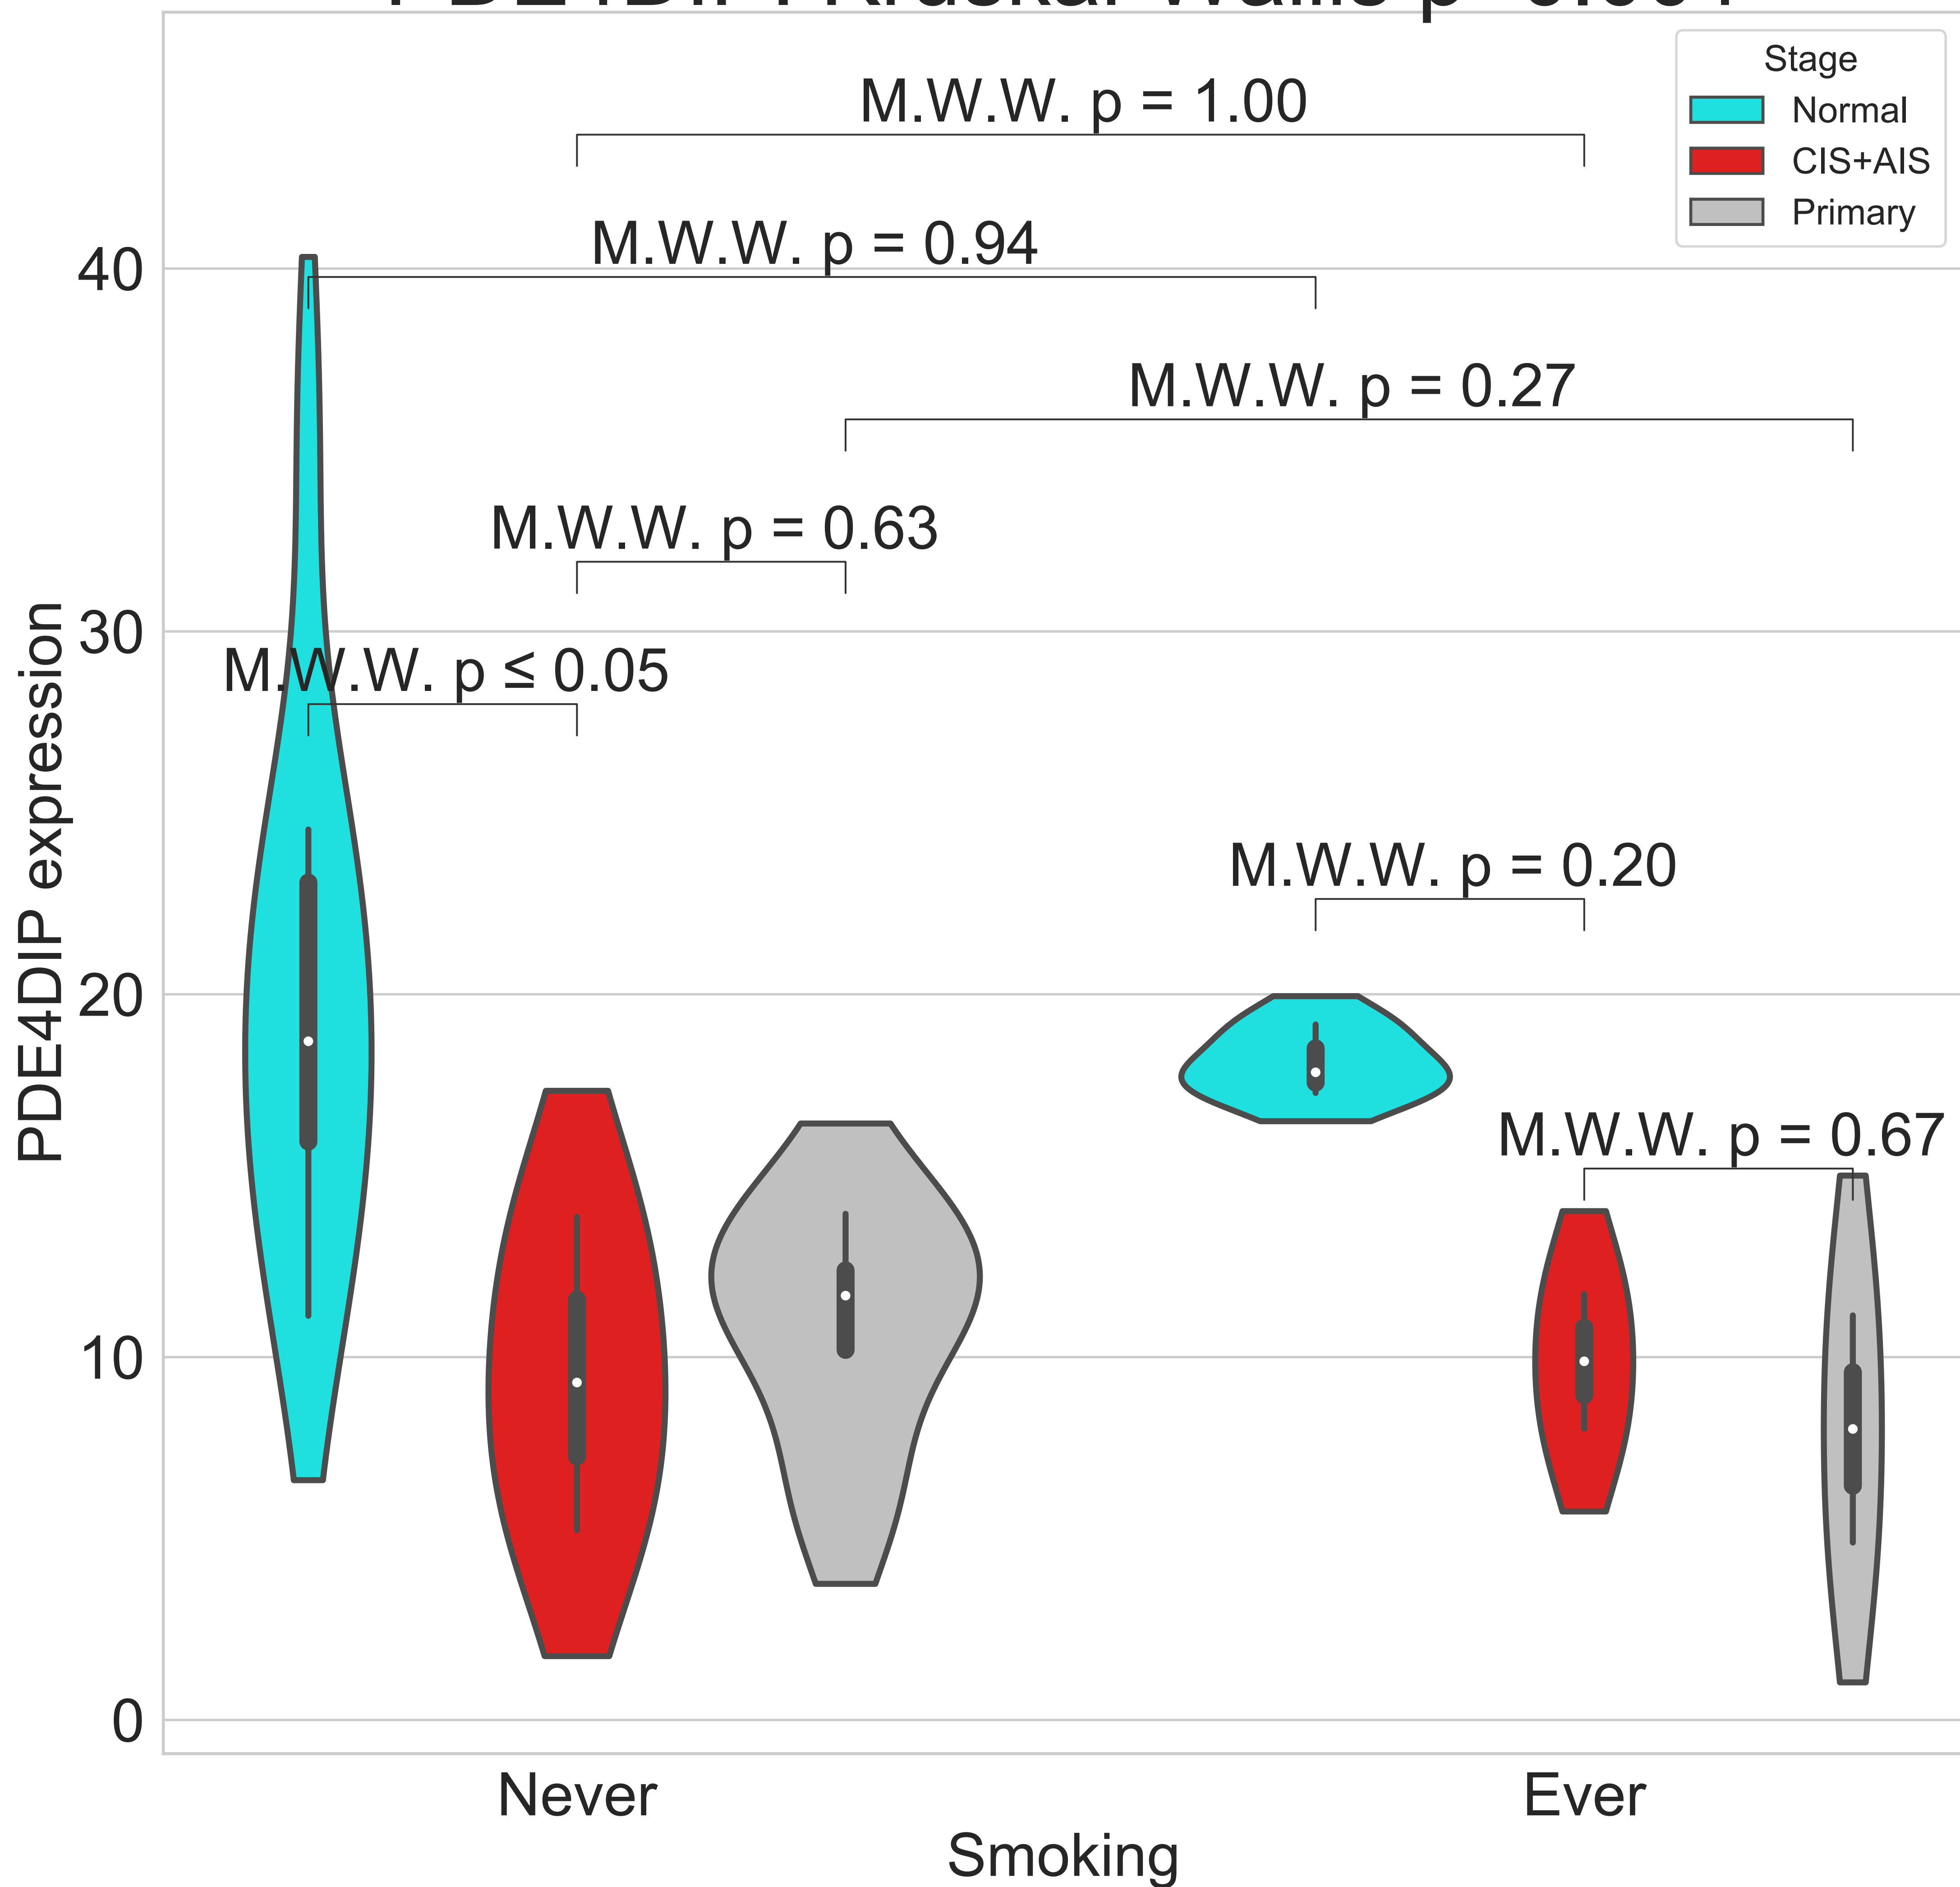 Stage
Normal
CIS+AIS
Primary
M.W.W. p = 1.00
M.W.W. p = 0.94
M.W.W. p = 0.27
M.W.W. p = 0.63
M.W.W. p ≤ 0.05
M.W.W. p = 0.20
M.W.W. p = 0.67
PDE4DIP expression
40
30
20
10
0
Never
Ever
Smoking